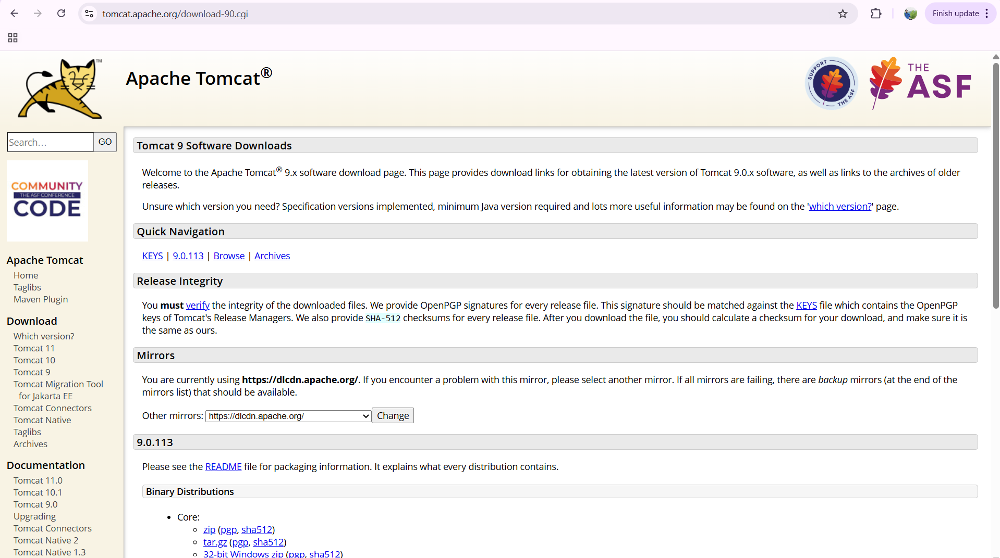 tomcat.apache.org/download-90.cgi
Finish update
TM
Apache Tomcat®
SUPPORT
THE ASF
THE
ASF
Search…
GO
COMMUNITY
THE ASF CONFERENCE
CODE
Apache Tomcat
Home
Taglibs
Maven Plugin
Download
Which version?
Tomcat 11
Tomcat 10
Tomcat 9
Tomcat Migration Tool
for Jakarta EE
Tomcat Connectors
Tomcat Native
Taglibs
Archives
Documentation
Tomcat 11.0
Tomcat 10.1
Tomcat 9.0
Upgrading
Tomcat Connectors
Tomcat Native 2
Tomcat Native 1.3
Tomcat 9 Software Downloads
Welcome to the Apache Tomcat® 9.x software download page. This page provides download links for obtaining the latest version of Tomcat 9.0.x software, as well as links to the archives of older
releases.
Unsure which version you need? Specification versions implemented, minimum Java version required and lots more useful information may be found on the 'which version?' page.
Quick Navigation
KEYS | 9.0.113 | Browse | Archives
Release Integrity
You must verify the integrity of the downloaded files. We provide OpenPGP signatures for every release file. This signature should be matched against the KEYS file which contains the OpenPGP
keys of Tomcat's Release Managers. We also provide SHA-512 checksums for every release file. After you download the file, you should calculate a checksum for your download, and make sure it is
the same as ours.
Mirrors
You are currently using https://dlcdn.apache.org/. If you encounter a problem with this mirror, please select another mirror. If all mirrors are failing, there are backup mirrors (at the end of the
mirrors list) that should be available.
Other mirrors: https://dlcdn.apache.org/ Change
9.0.113
Please see the README file for packaging information. It explains what every distribution contains.
Binary Distributions
• Core:
◦ zip (pgp, sha512)
◦ tar.gz (pgp, sha512)
◦ 32-bit Windows zip (pgp, sha512)